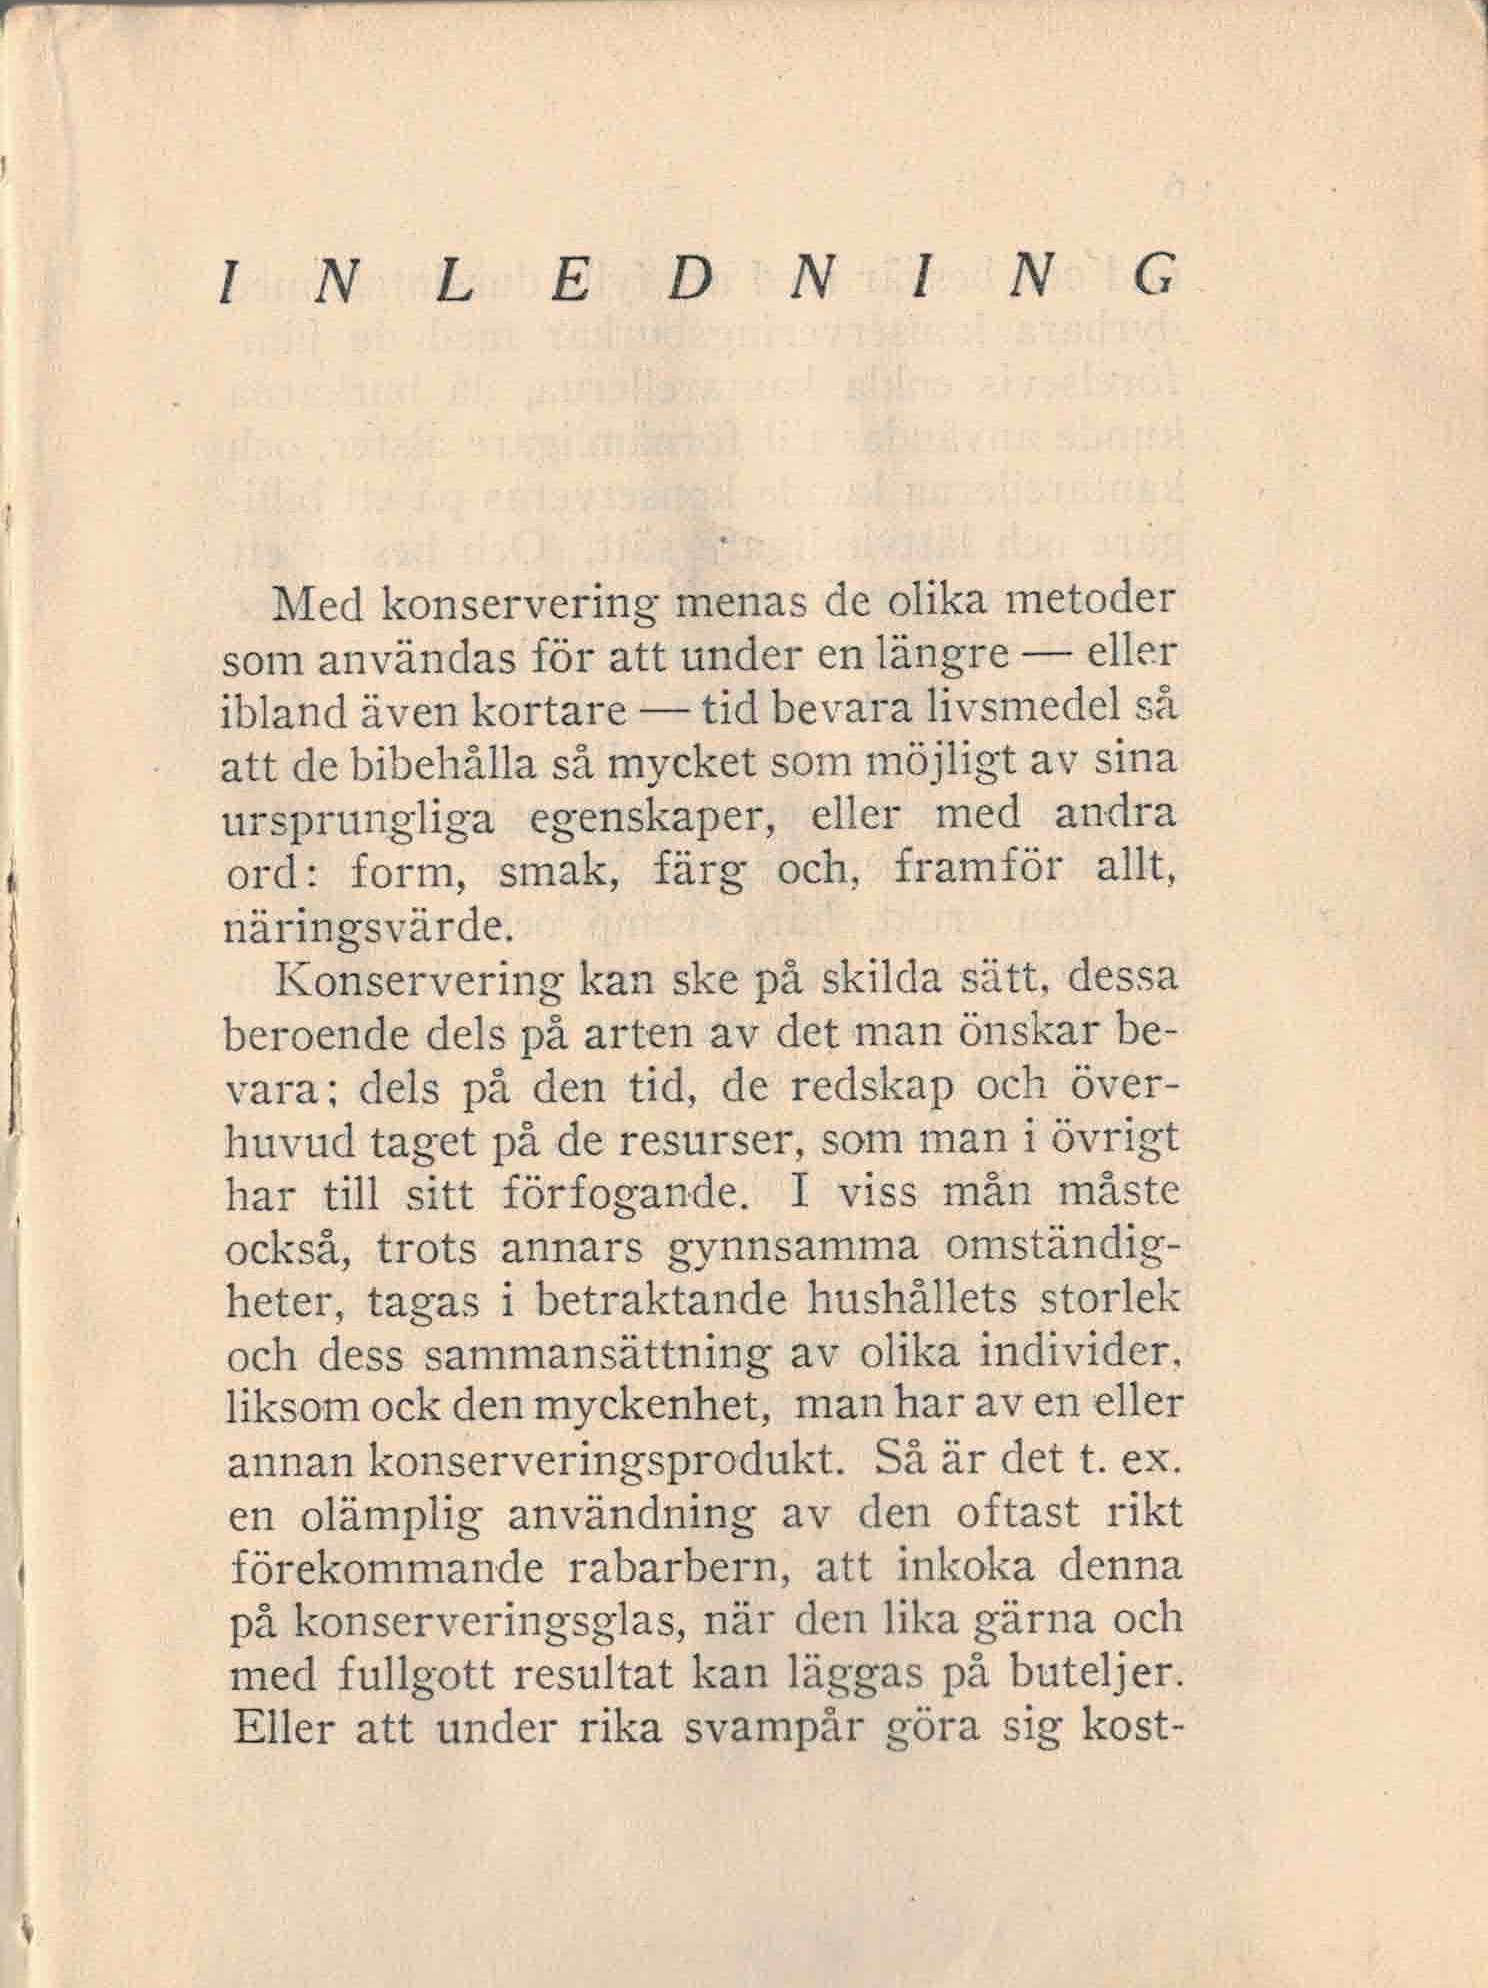 INLEDNING
Med konservering menas de olika metoder
som användas för att under en längre — eller
ibland även kortare — tid bevara livsmedel så
att de bibehålla så mycket som möjligt av sina
ursprungliga egenskaper, eller med andra
ord: form, smak, färg och, framför allt,
näringsvärde.
Konservering kan ske på skilda sätt, dessa
beroende dels på arten av det man önskar be-
vara; dels på den tid, de redskap och över-
huvud taget på de resurser, som man i övrigt
har till sitt förfogande. I viss mån måste
också, trots annars gynnsamma omständig-
heter, tagas i betraktande hushållets storlek
och dess sammansättning av olika individer,
liksom ock den myckenhet, man har av en eller
annan konserveringsprodukt. Så är det t. ex.
en olämplig användning av den oftast rikt
förekommande rabarbern, att inkoka denna
på konserveringsglas, när den lika gärna och
med fullgott resultat kan läggas på buteljer.
Eller att under rika svampår göra sig kost-